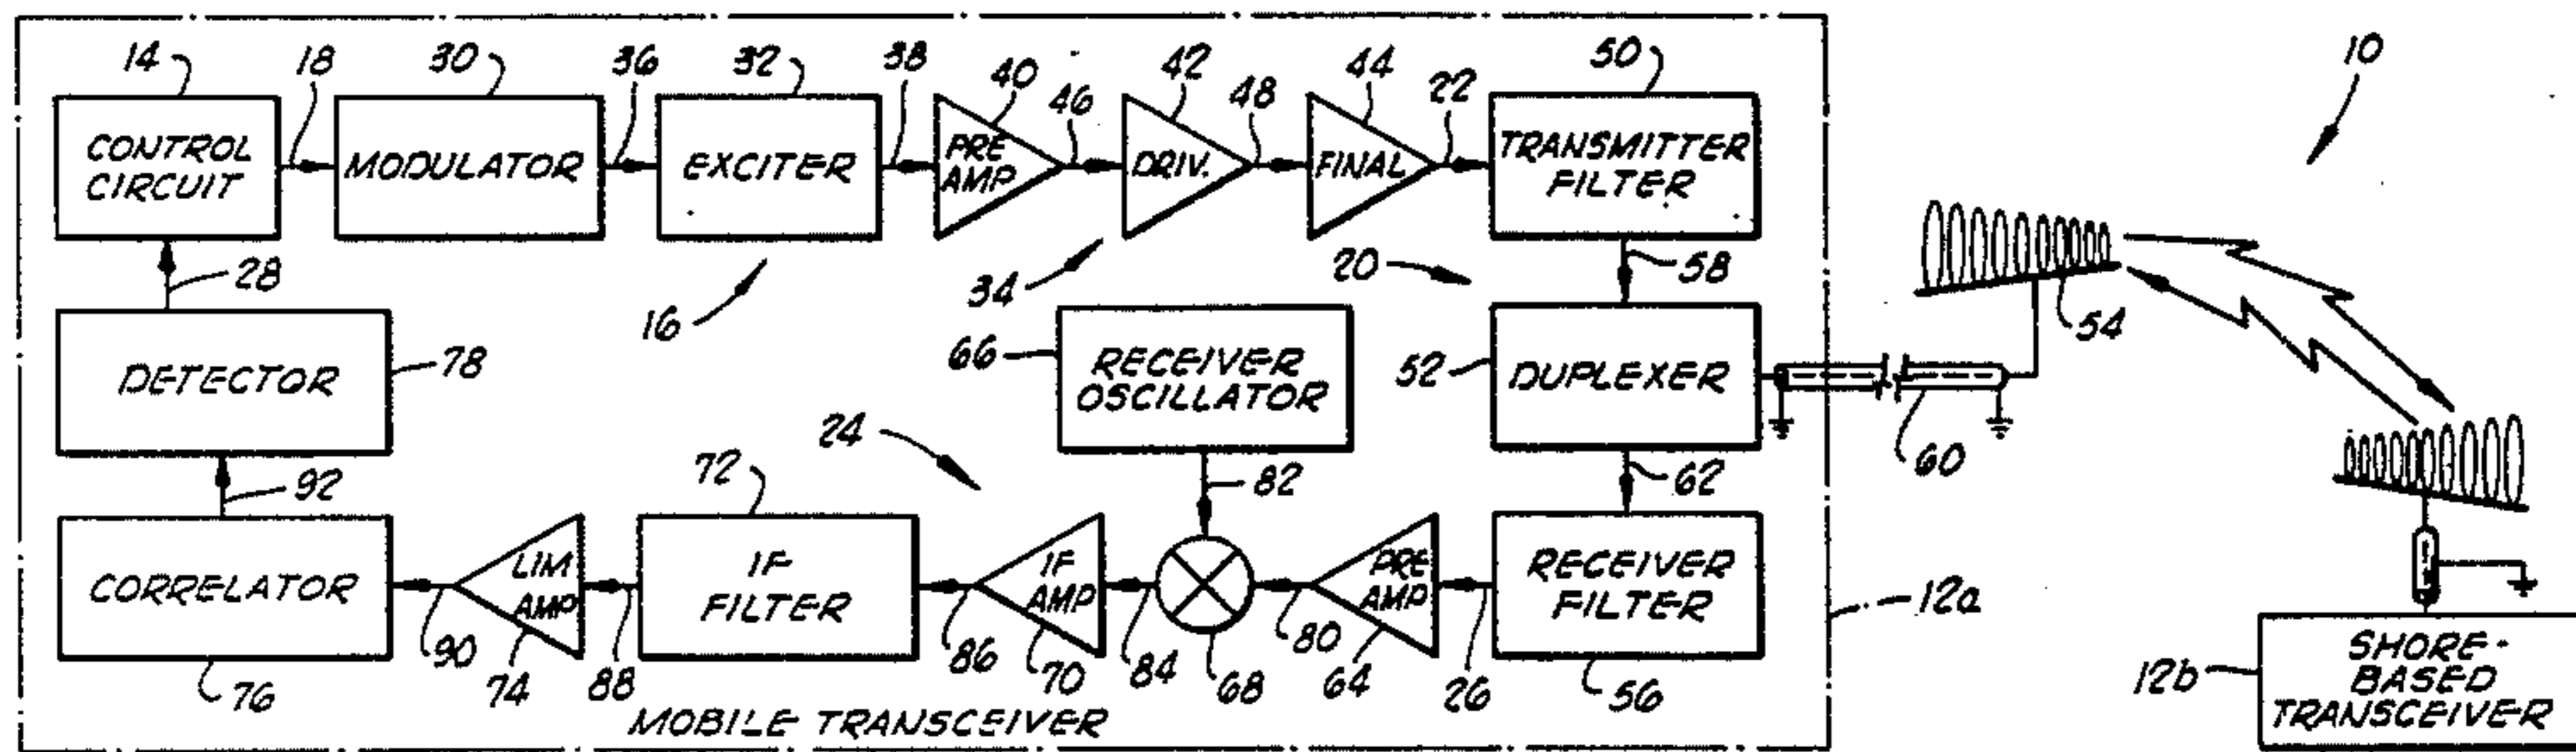 14
18
30
36
32
38
40
46
42
48
44
22
50
10
CONTROL
CIRCUIT
MODULATOR
EXCITER
PRE
AMP
DRIV.
FINAL
TRANSMITTER
FILTER
28
16
34
20
58
54
DETECTOR
78
66
RECEIVER
OSCILLATOR
52
DUPLEXER
60
24
92
72
82
62
CORRELATOR
LIM
AMP
IF
FILTER
IF
AMP
PRE
AMP
RECEIVER
FILTER
12a
76
90
74
88
86
70
84
68
80
64
26
56
MOBILE TRANSCEIVER
12b
SHORE-
BASED
TRANSCEIVER